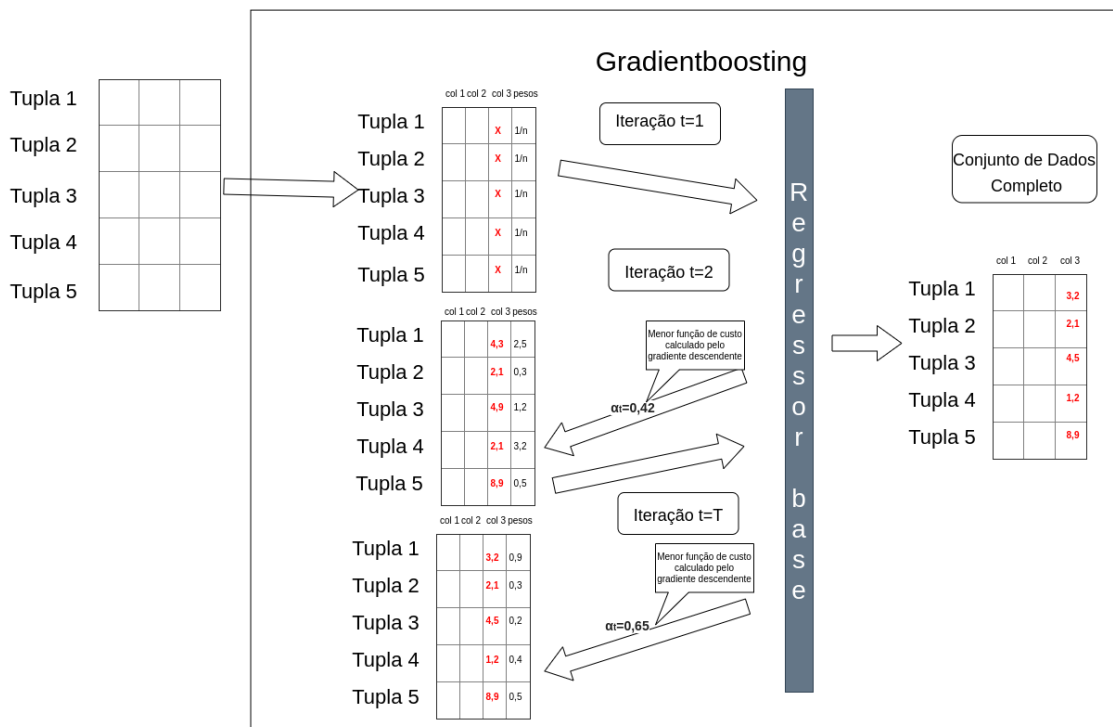 Gradientboosting
Tupla 1
Tupla 2
Tupla 3
Tupla 4
Tupla 5
col 1 col 2 col 3 pesos
Tupla 1 X 1/n
Tupla 2 X 1/n
Tupla 3 X 1/n
Tupla 4 X 1/n
Tupla 5 X 1/n
Iteração t=1
Iteração t=2
col 1 col 2 col 3 pesos
Tupla 1 4,3 2,5
Tupla 2 2,1 0,3
Tupla 3 4,9 1,2
Tupla 4 2,1 3,2
Tupla 5 8,9 0,5
Menor função de custo
calculado pelo
gradiente descendente
αt=0,42
Iteração t=T
col 1 col 2 col 3 pesos
Tupla 1 3,2 0,9
Tupla 2 2,1 0,3
Tupla 3 4,5 0,2
Tupla 4 1,2 0,4
Tupla 5 8,9 0,5
Menor função de custo
calculado pelo
gradiente descendente
αt=0,65
Regressor base
Conjunto de Dados
Completo
col 1 col 2 col 3
Tupla 1 3,2
Tupla 2 2,1
Tupla 3 4,5
Tupla 4 1,2
Tupla 5 8,9